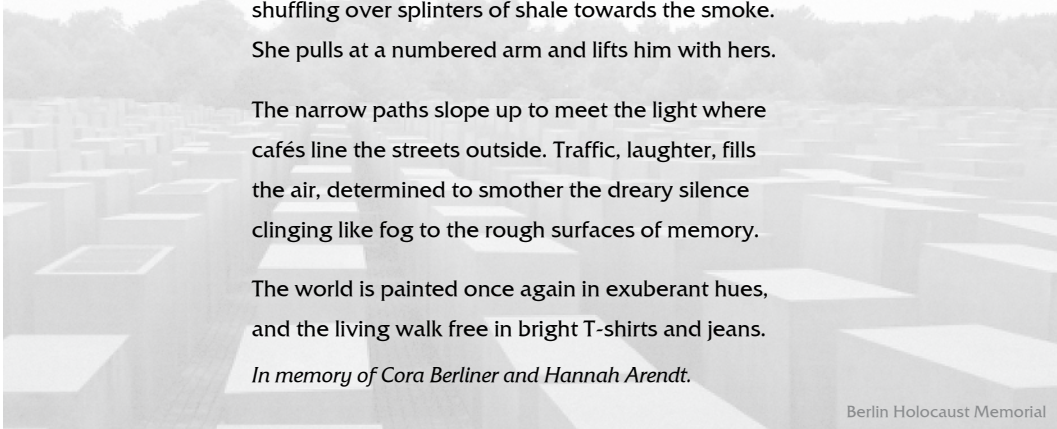 shuffling over splinters of shale towards the smoke.
She pulls at a numbered arm and lifts him with hers.
The narrow paths slope up to meet the light where
cafés line the streets outside. Traffic, laughter, fills
the air, determined to smother the dreary silence
clinging like fog to the rough surfaces of memory.
The world is painted once again in exuberant hues,
and the living walk free in bright T-shirts and jeans.
In memory of Cora Berliner and Hannah Arendt.
Berlin Holocaust Memorial